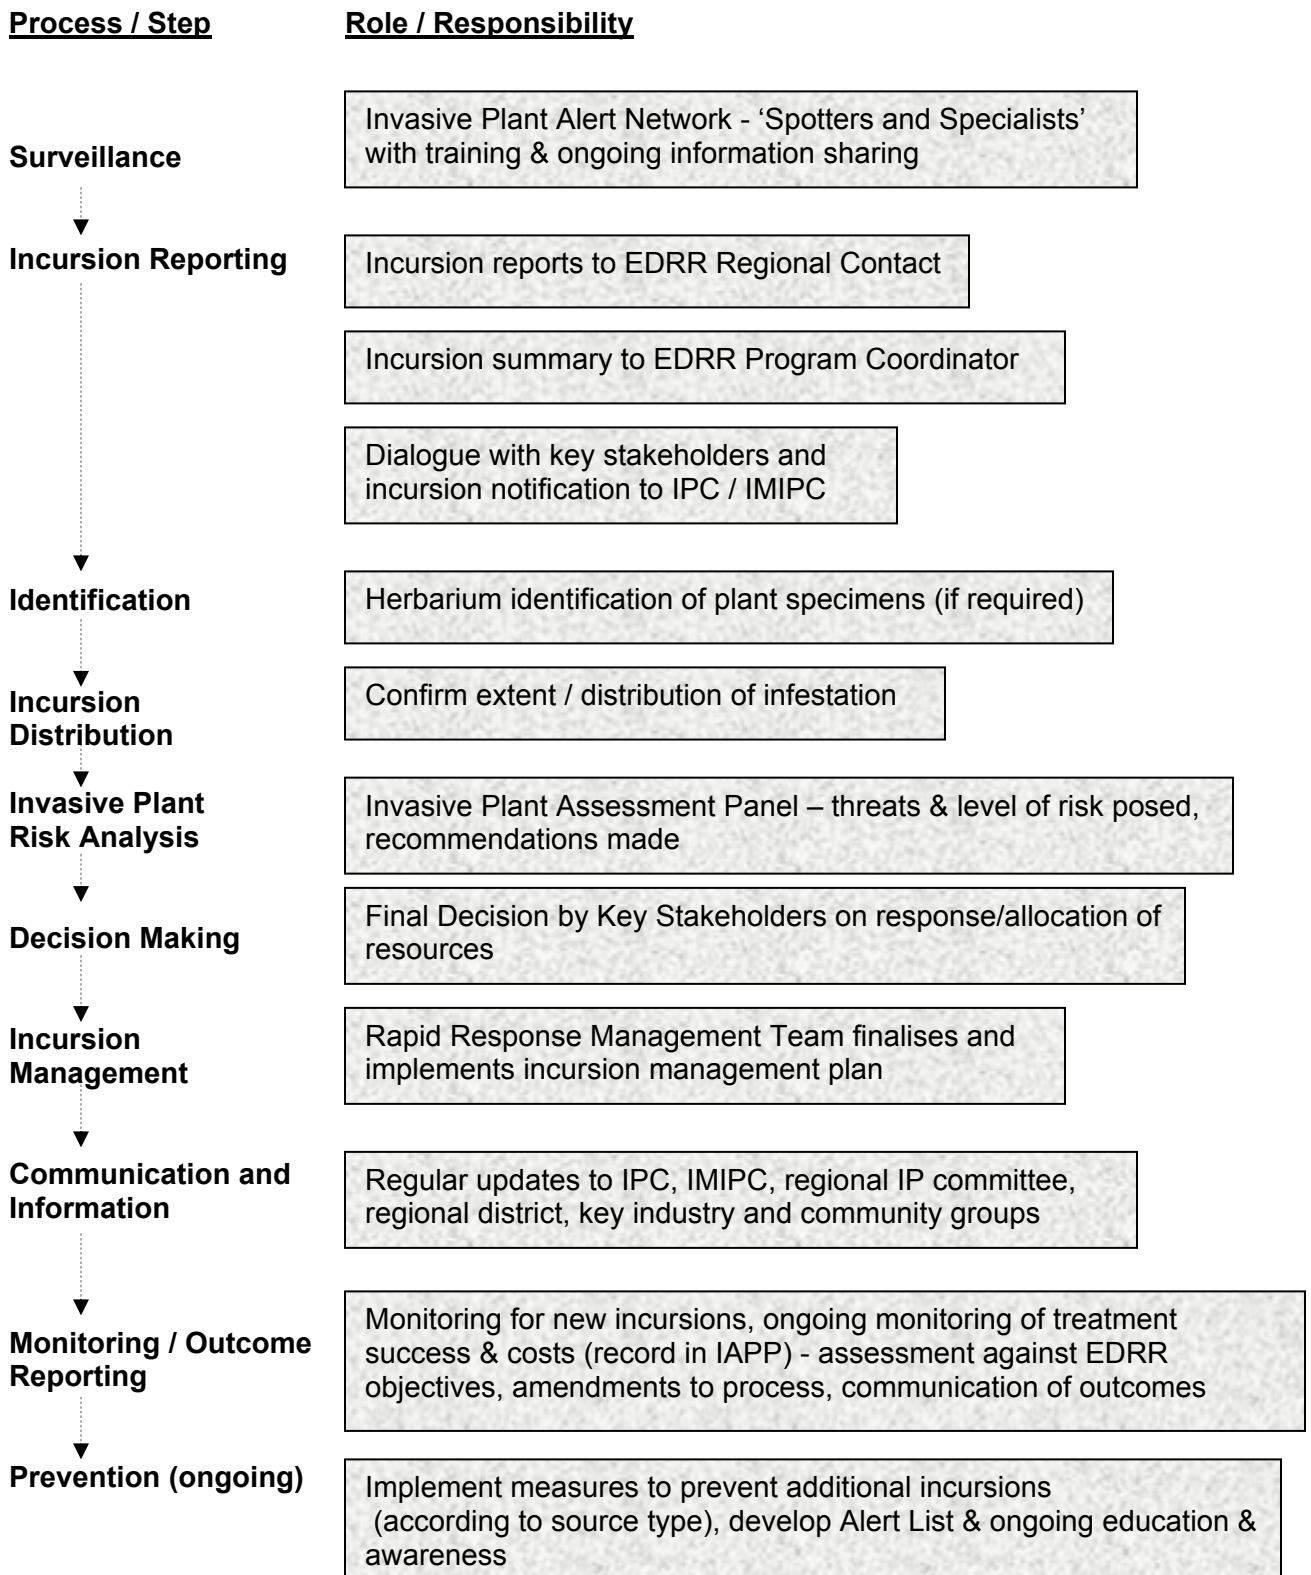 Process / Step
Role / Responsibility
Surveillance
Invasive Plant Alert Network - ‘Spotters and Specialists’
with training & ongoing information sharing
Incursion Reporting
Incursion reports to EDRR Regional Contact
Incursion summary to EDRR Program Coordinator
Dialogue with key stakeholders and
incursion notification to IPC / IMIPC
Identification
Herbarium identification of plant specimens (if required)
Incursion
Distribution
Confirm extent / distribution of infestation
Invasive Plant
Risk Analysis
Invasive Plant Assessment Panel – threats & level of risk posed,
recommendations made
Decision Making
Final Decision by Key Stakeholders on response/allocation of
resources
Incursion
Management
Rapid Response Management Team finalises and
implements incursion management plan
Communication and
Information
Regular updates to IPC, IMIPC, regional IP committee,
regional district, key industry and community groups
Monitoring / Outcome
Reporting
Monitoring for new incursions, ongoing monitoring of treatment
success & costs (record in IAPP) - assessment against EDRR
objectives, amendments to process, communication of outcomes
Prevention (ongoing)
Implement measures to prevent additional incursions
(according to source type), develop Alert List & ongoing education &
awareness